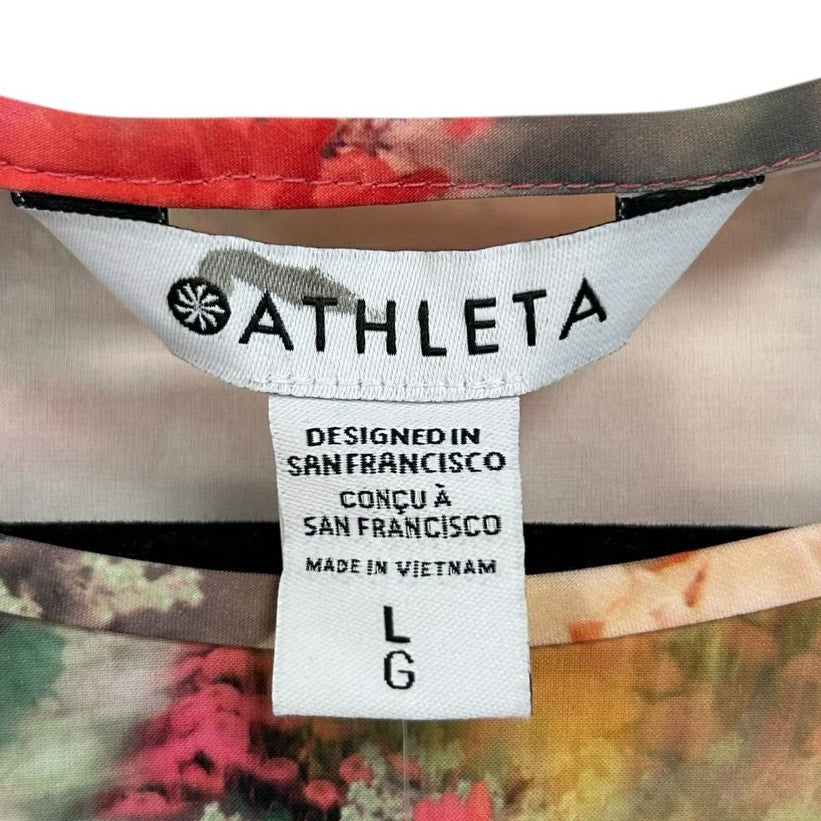 ATHLETA
DESIGNED IN
SAN FRANCISCO
CONÇU À
SAN FRANCISCO
MADE IN VIETNAM
L
G